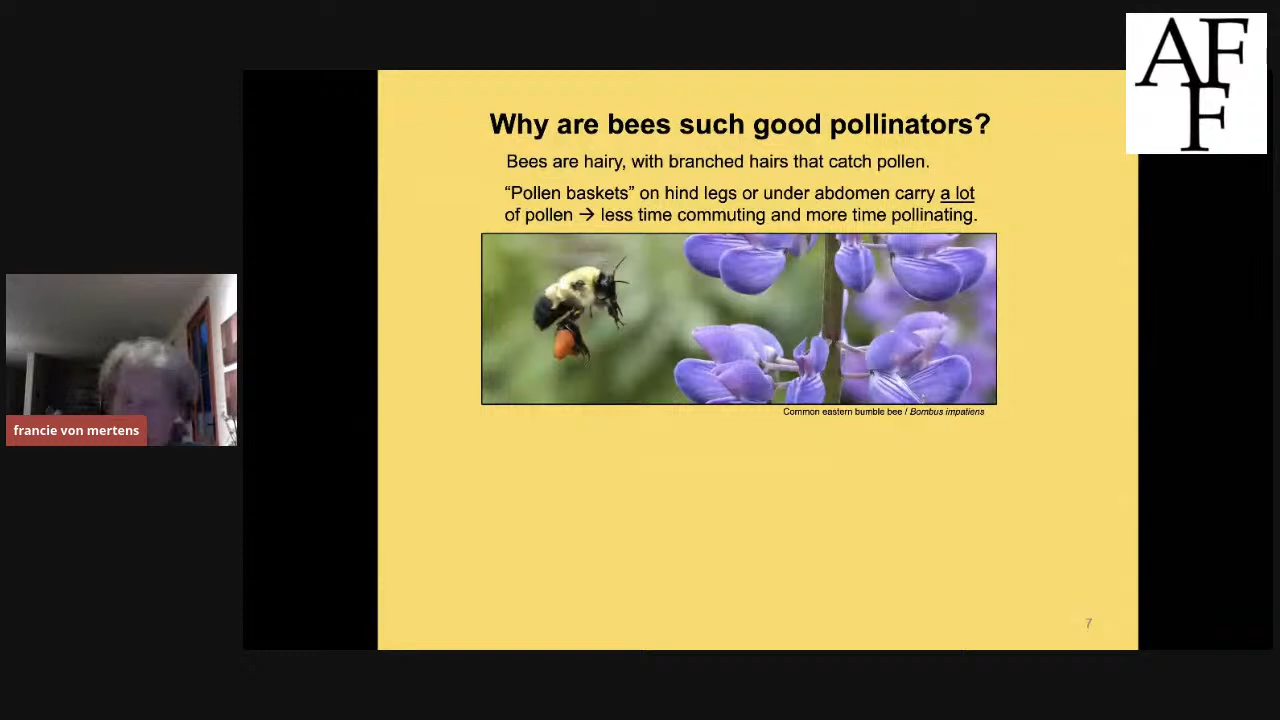 AF
F
Why are bees such good pollinators?
Bees are hairy, with branched hairs that catch pollen.
“Pollen baskets” on hind legs or under abdomen carry a lot
of pollen → less time commuting and more time pollinating.
Common eastern bumble bee / Bombus impatiens
francie von mertens
7